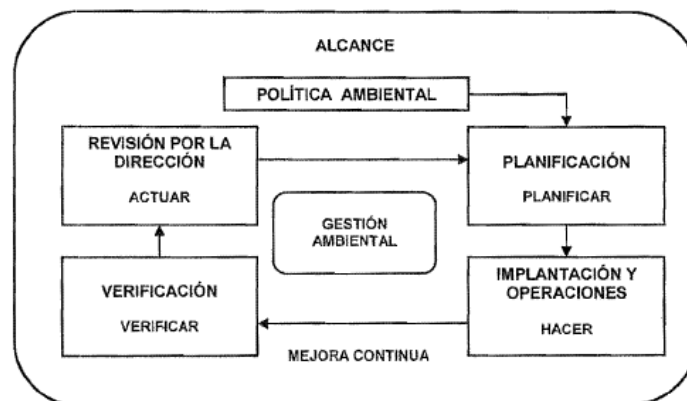 ALCANCE
POLÍTICA AMBIENTAL
REVISIÓN POR LA
DIRECCIÓN
ACTUAR
PLANIFICACIÓN
PLANIFICAR
GESTIÓN
AMBIENTAL
VERIFICACIÓN
VERIFICAR
IMPLANTACIÓN Y
OPERACIONES
HACER
MEJORA CONTINUA